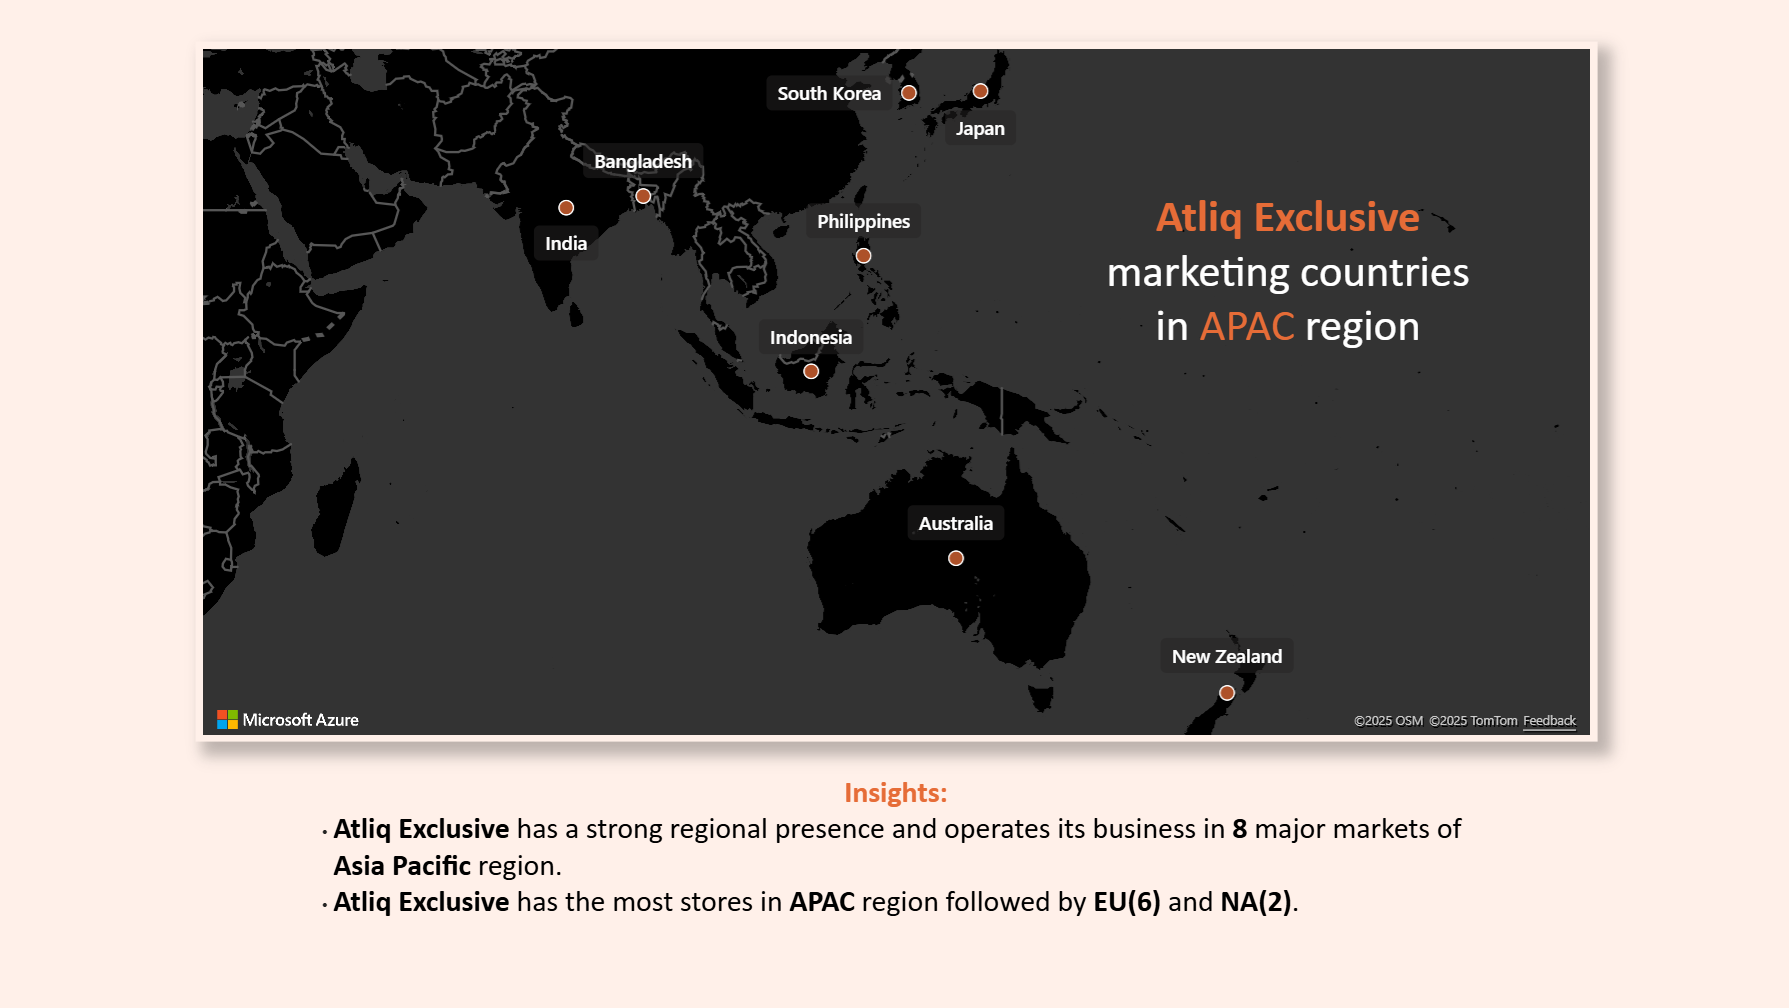 South Korea
Japan
Bangladesh
India
Philippines
Atliq Exclusive
marketing countries
in APAC region
Indonesia
Australia
New Zealand
Microsoft Azure
©2025 OSM ©2025 TomTom Feedback
Insights:
• Atliq Exclusive has a strong regional presence and operates its business in 8 major markets of
Asia Pacific region.
• Atliq Exclusive has the most stores in APAC region followed by EU(6) and NA(2).